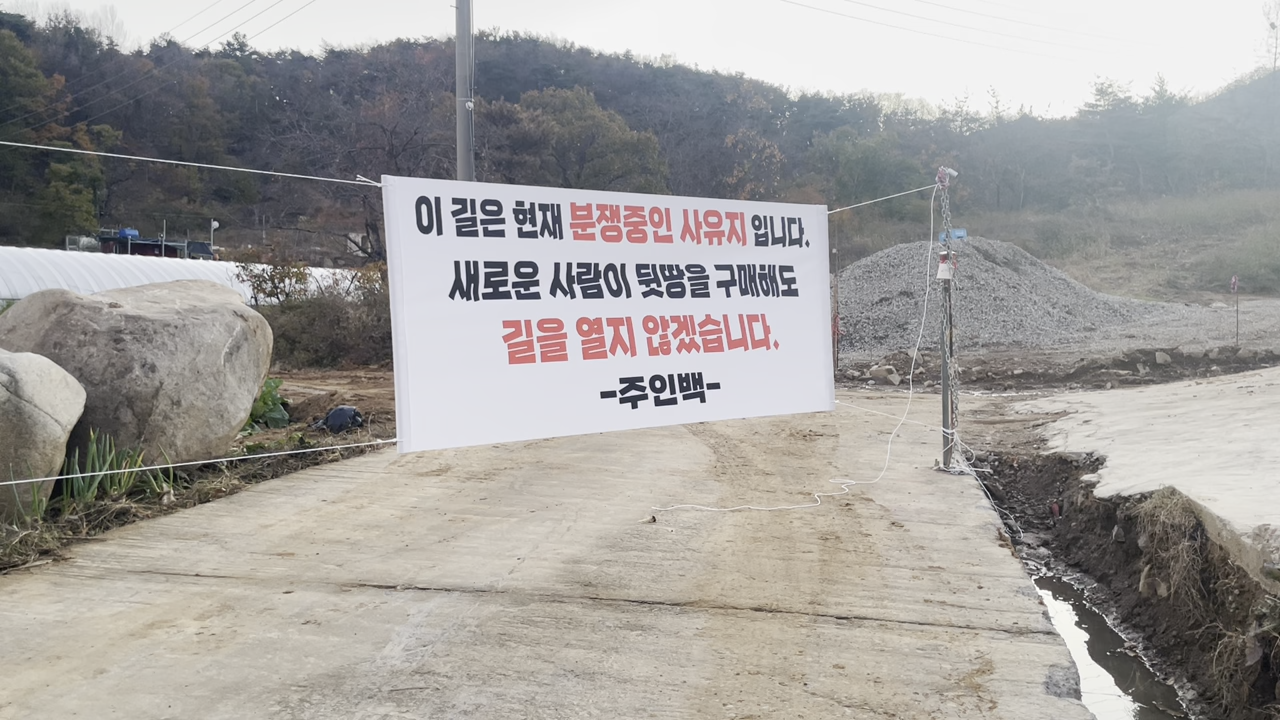 이 길은 현재 분쟁중인 사유지 입니다.
새로운 사람이 뒷땅을 구매해도
길을 열지 않겠습니다.
-주인백-